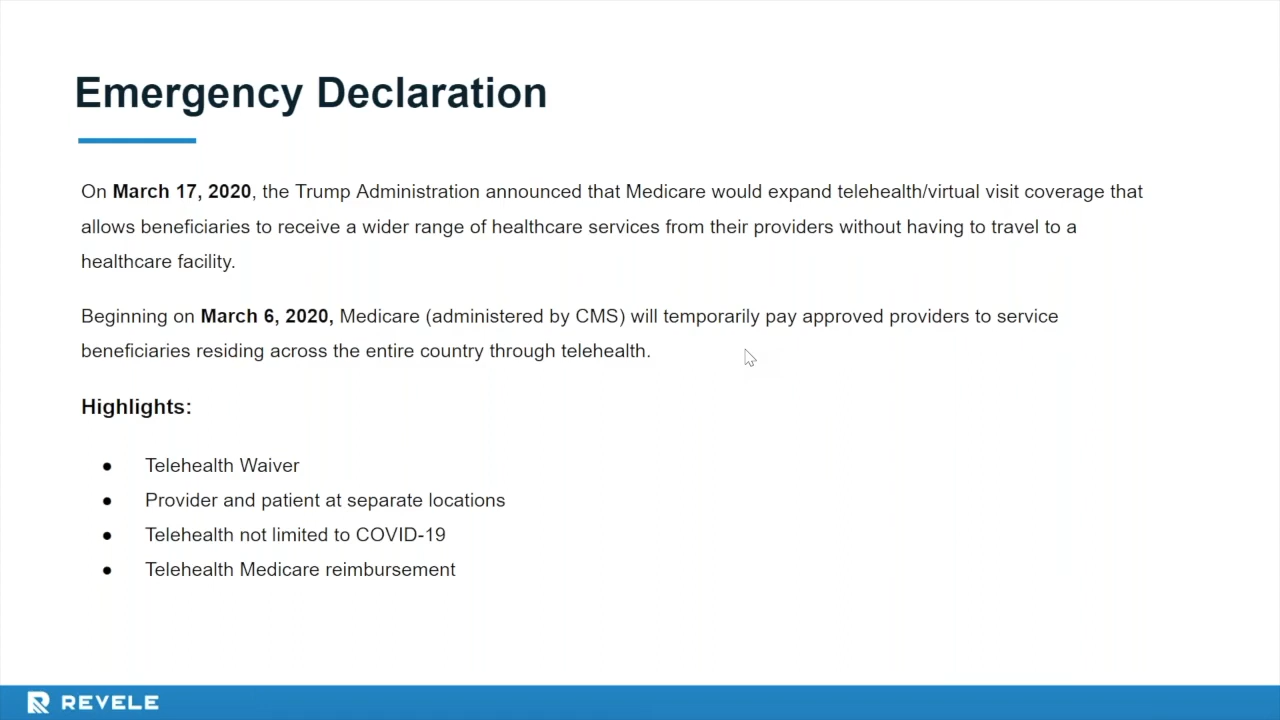 Emergency Declaration
On March 17, 2020, the Trump Administration announced that Medicare would expand telehealth/virtual visit coverage that
allows beneficiaries to receive a wider range of healthcare services from their providers without having to travel to a
healthcare facility.
Beginning on March 6, 2020, Medicare (administered by CMS) will temporarily pay approved providers to service
beneficiaries residing across the entire country through telehealth.
Highlights:
● Telehealth Waiver
● Provider and patient at separate locations
● Telehealth not limited to COVID-19
● Telehealth Medicare reimbursement
REVELE